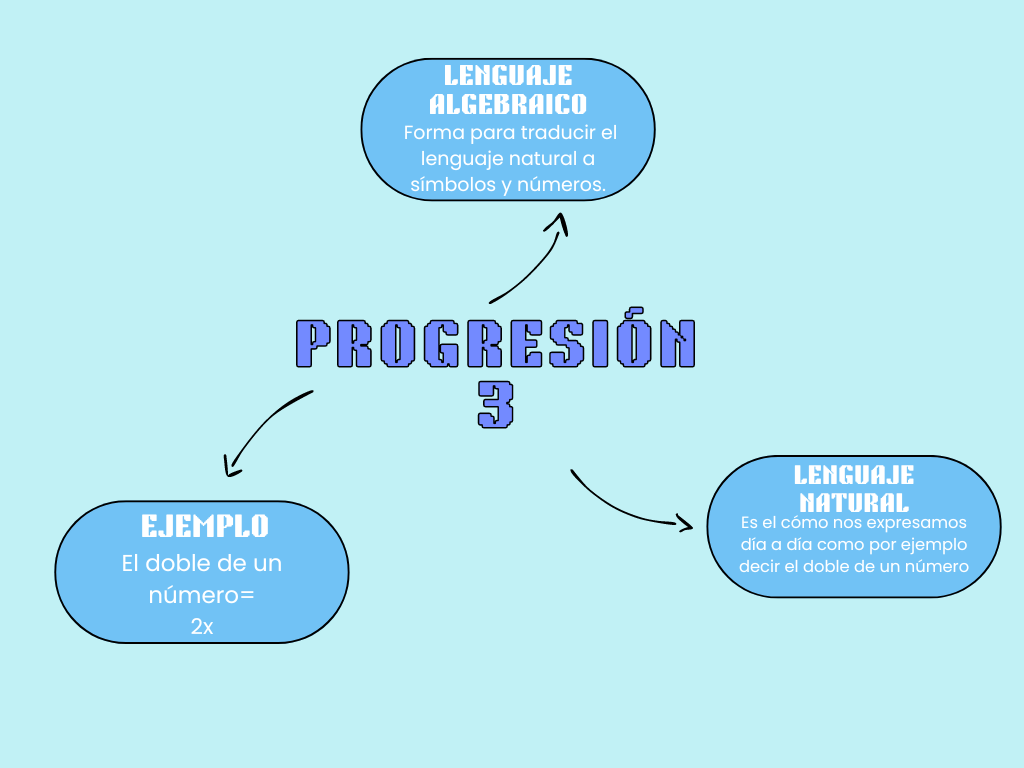 LENGUAJE
ALGEBRAICO
Forma para traducir el
lenguaje natural a
símbolos y números.
PROGRESIÓN
3
EJEMPLO
El doble de un
número=
2x
LENGUAJE
NATURAL
Es el cómo nos expresamos
día a día como por ejemplo
decir el doble de un número